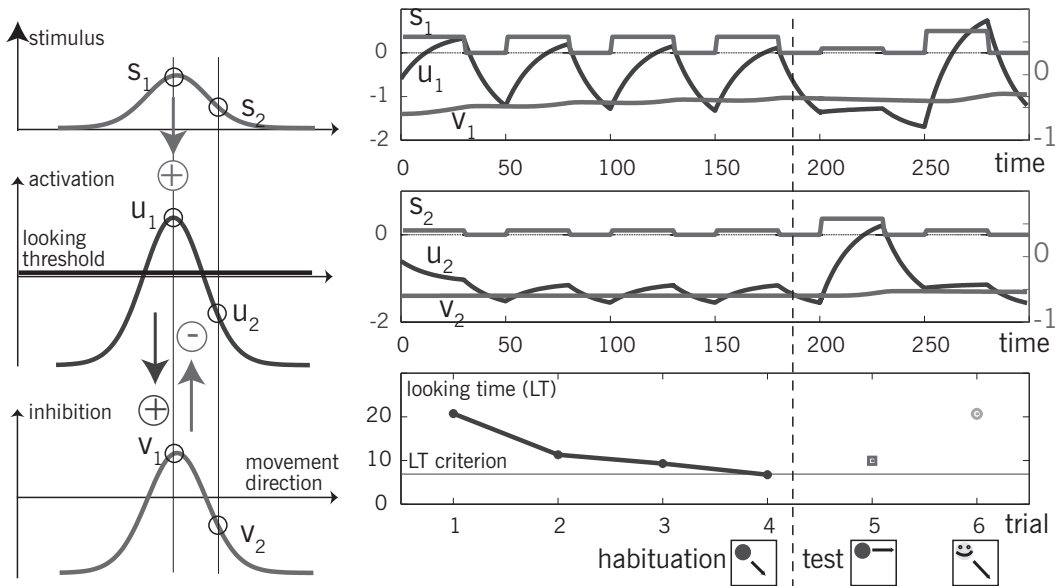 stimulus
s1
s2
+
activation
u1
looking
threshold
u2
-
+
inhibition
v1
movement
direction
v2
s1
0
u1
-1
v1
-2
0
-1
0 50 100 150 200 250 time
s2
0
u2
v2
-2
0
-1
0 50 100 150 200 250 time
looking time (LT)
20
10
LT criterion
0
1 2 3 4 5 6 trial
habituation test